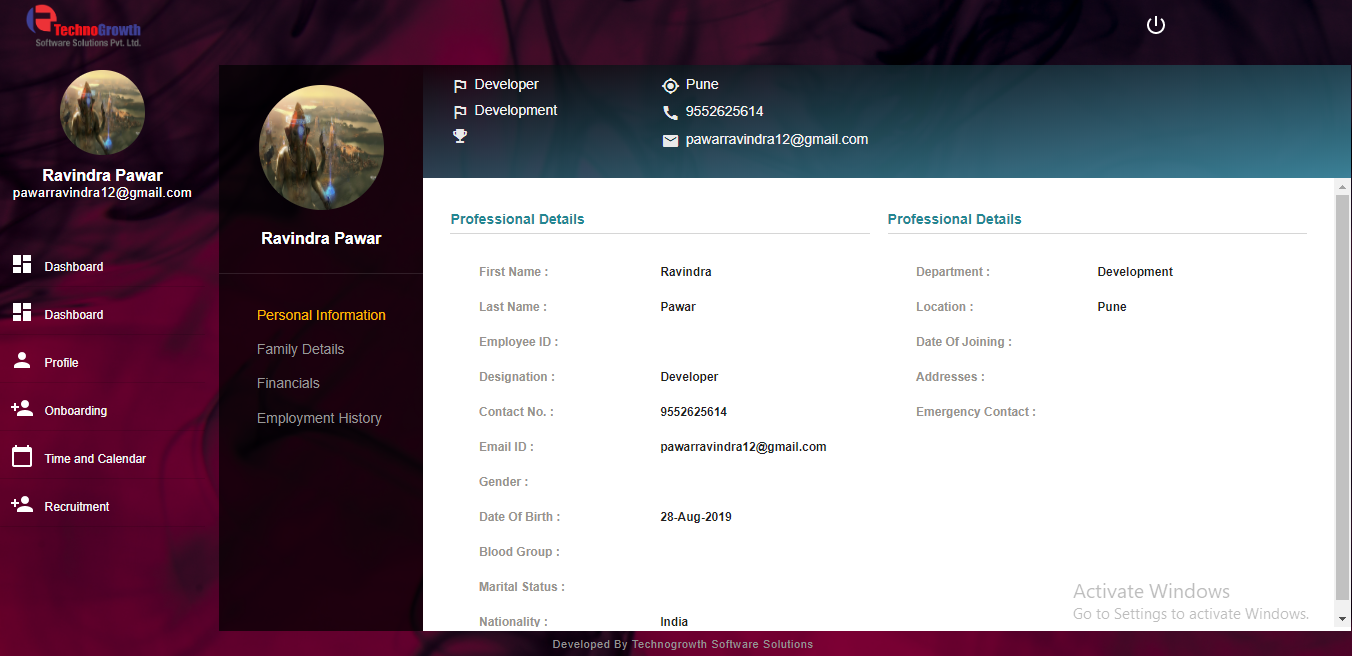 TechnoGrowth
Software Solutions Pvt. Ltd.
Ravindra Pawar
pawarravindra12@gmail.com
Dashboard
Dashboard
Profile
Onboarding
Time and Calendar
Recruitment
Ravindra Pawar
Personal Information
Family Details
Financials
Employment History
Developer
Development
Pune
9552625614
pawarravindra12@gmail.com
Professional Details
First Name : Ravindra
Last Name : Pawar
Employee ID :
Designation : Developer
Contact No. : 9552625614
Email ID : pawarravindra12@gmail.com
Gender :
Date Of Birth : 28-Aug-2019
Blood Group :
Marital Status :
Nationality : India
Professional Details
Department : Development
Location : Pune
Date Of Joining :
Addresses :
Emergency Contact :
Activate Windows
Go to Settings to activate Windows.
Developed By Technogrowth Software Solutions